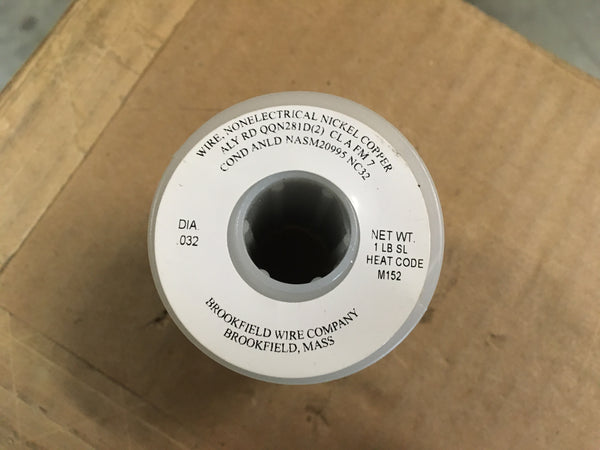 WIRE, NONELECTRICAL NICKEL COPPER
ALY RD QQN281D(2) CL A FM 7
COND ANLD NASM20995 NC32
DIA.
.032
NET WT.
1 LB SL
HEAT CODE
M152
BROOKFIELD WIRE COMPANY
BROOKFIELD, MASS